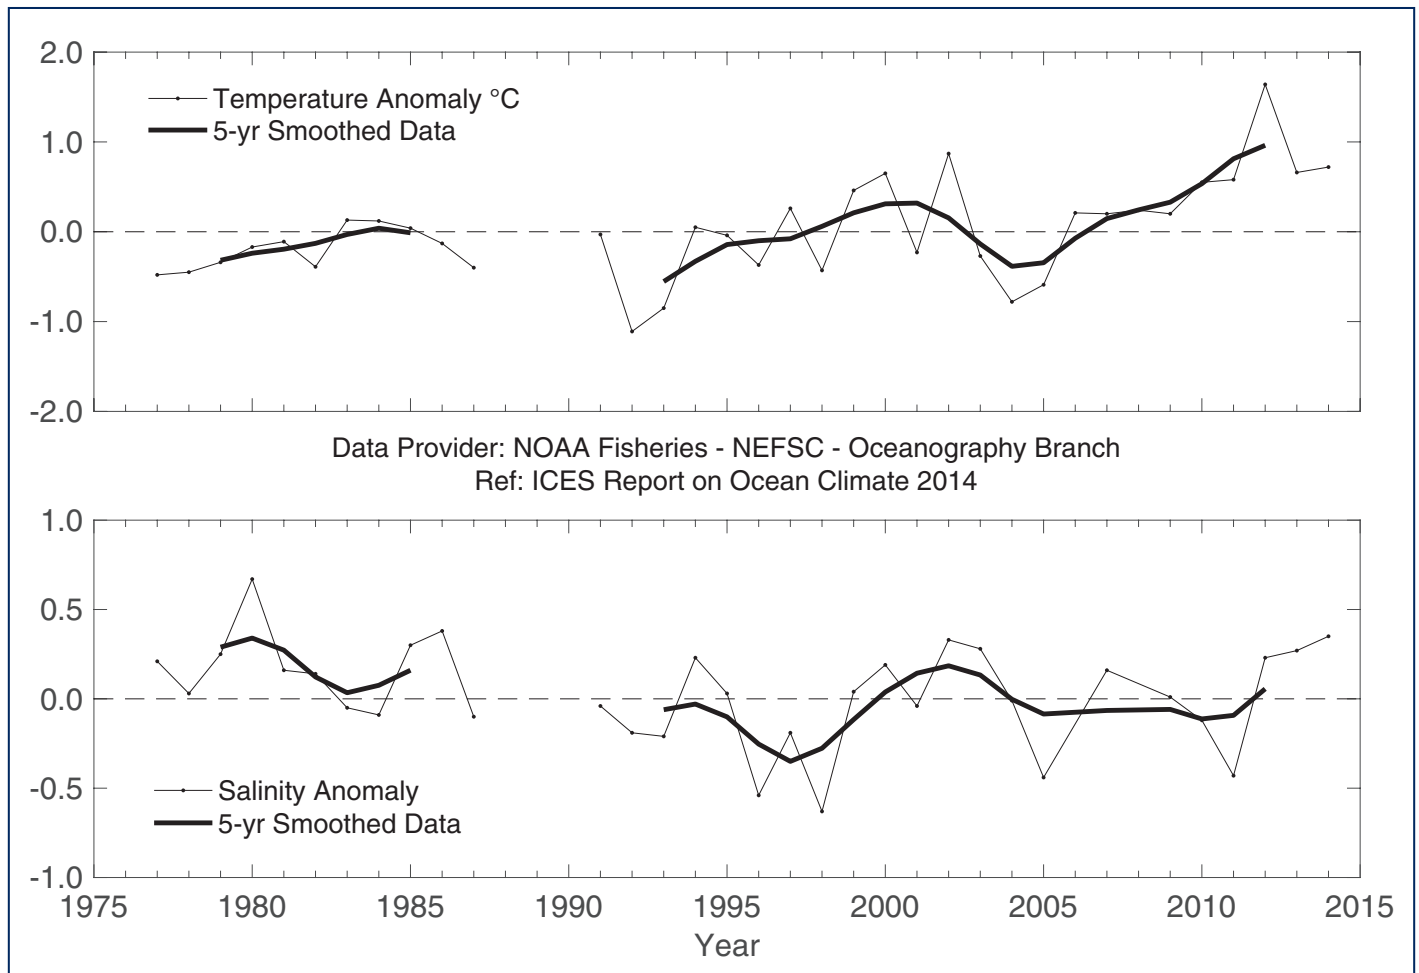 2.0
Temperature Anomaly °C
5-yr Smoothed Data
1.0
0.0
-1.0
-2.0
Data Provider: NOAA Fisheries - NEFSC - Oceanography Branch
Ref: ICES Report on Ocean Climate 2014
1.0
0.5
0.0
-0.5
Salinity Anomaly
5-yr Smoothed Data
-1.0
1975 1980 1985 1990 1995 2000 2005 2010 2015
Year